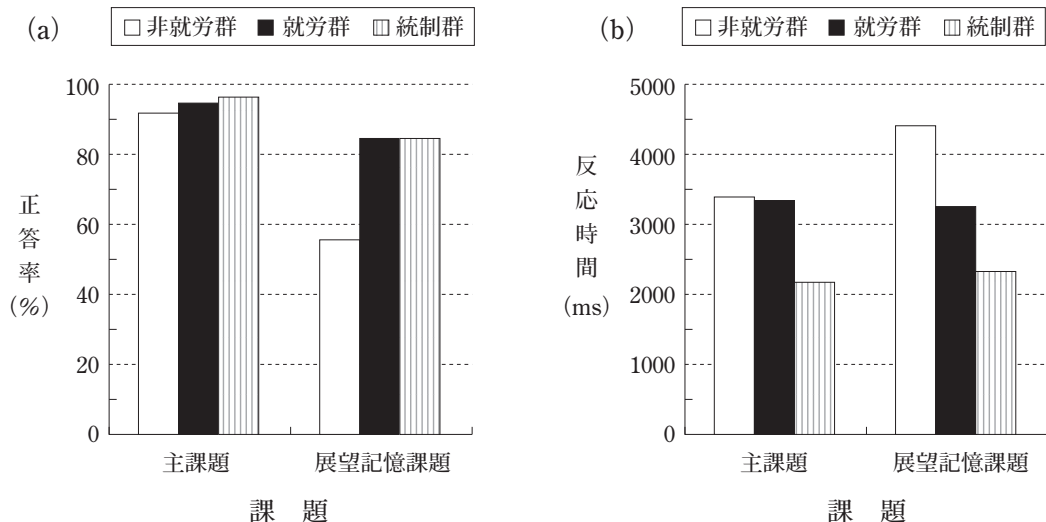 (a)
□ 非就労群 ■ 就労群 ▥ 統制群
正答率(%)
100
80
60
40
20
0
主課題 展望記憶課題
課 題
(b)
□ 非就労群 ■ 就労群 ▥ 統制群
反応時間(ms)
5000
4000
3000
2000
1000
0
主課題 展望記憶課題
課 題